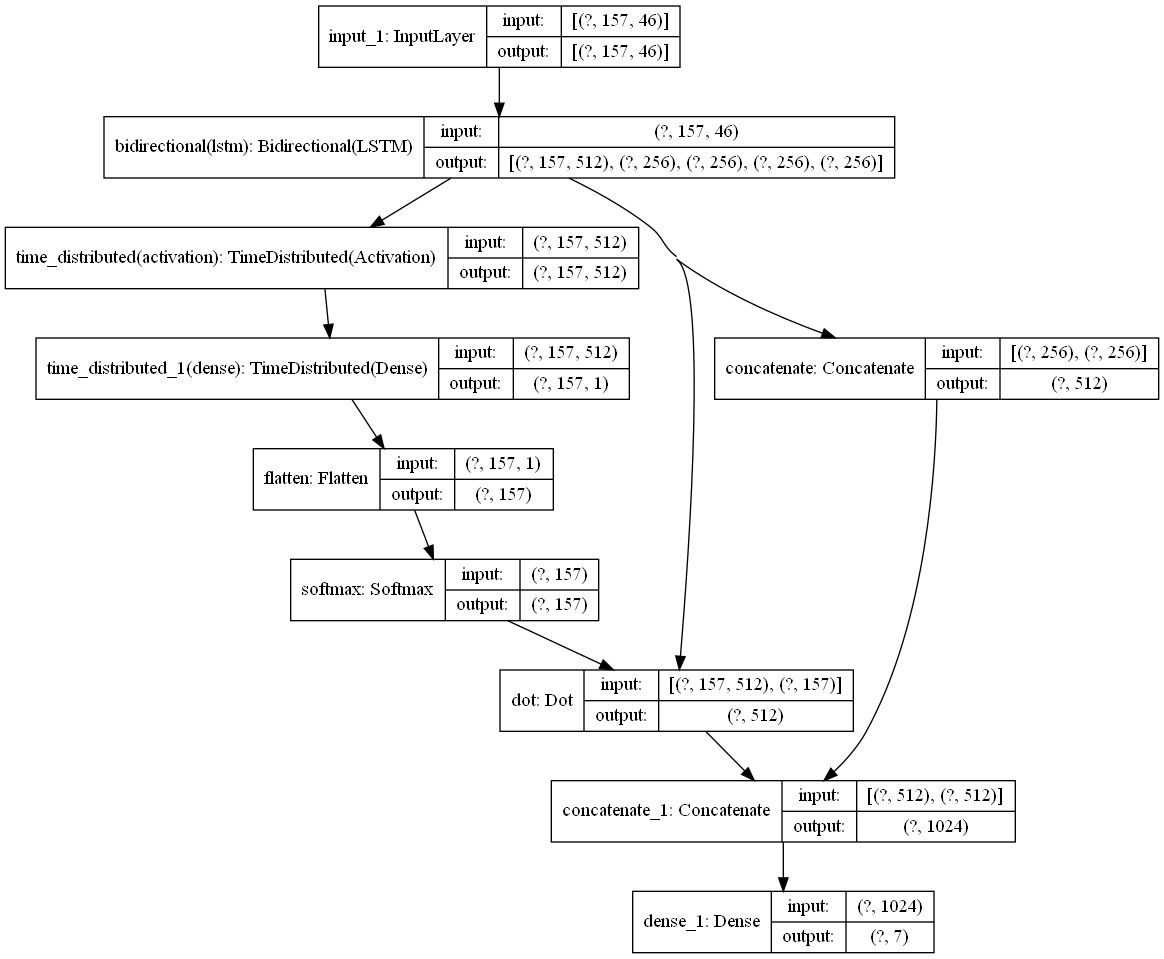 input_1: InputLayer
input: [(?, 157, 46)]
output: [(?, 157, 46)]
bidirectional(lstm): Bidirectional(LSTM)
input: (?, 157, 46)
output: [(?, 157, 512), (?, 256), (?, 256), (?, 256), (?, 256)]
time_distributed(activation): TimeDistributed(Activation)
input: (?, 157, 512)
output: (?, 157, 512)
time_distributed_1(dense): TimeDistributed(Dense)
input: (?, 157, 512)
output: (?, 157, 1)
concatenate: Concatenate
input: [(?, 256), (?, 256)]
output: (?, 512)
flatten: Flatten
input: (?, 157, 1)
output: (?, 157)
softmax: Softmax
input: (?, 157)
output: (?, 157)
dot: Dot
input: [(?, 157, 512), (?, 157)]
output: (?, 512)
concatenate_1: Concatenate
input: [(?, 512), (?, 512)]
output: (?, 1024)
dense_1: Dense
input: (?, 1024)
output: (?, 7)